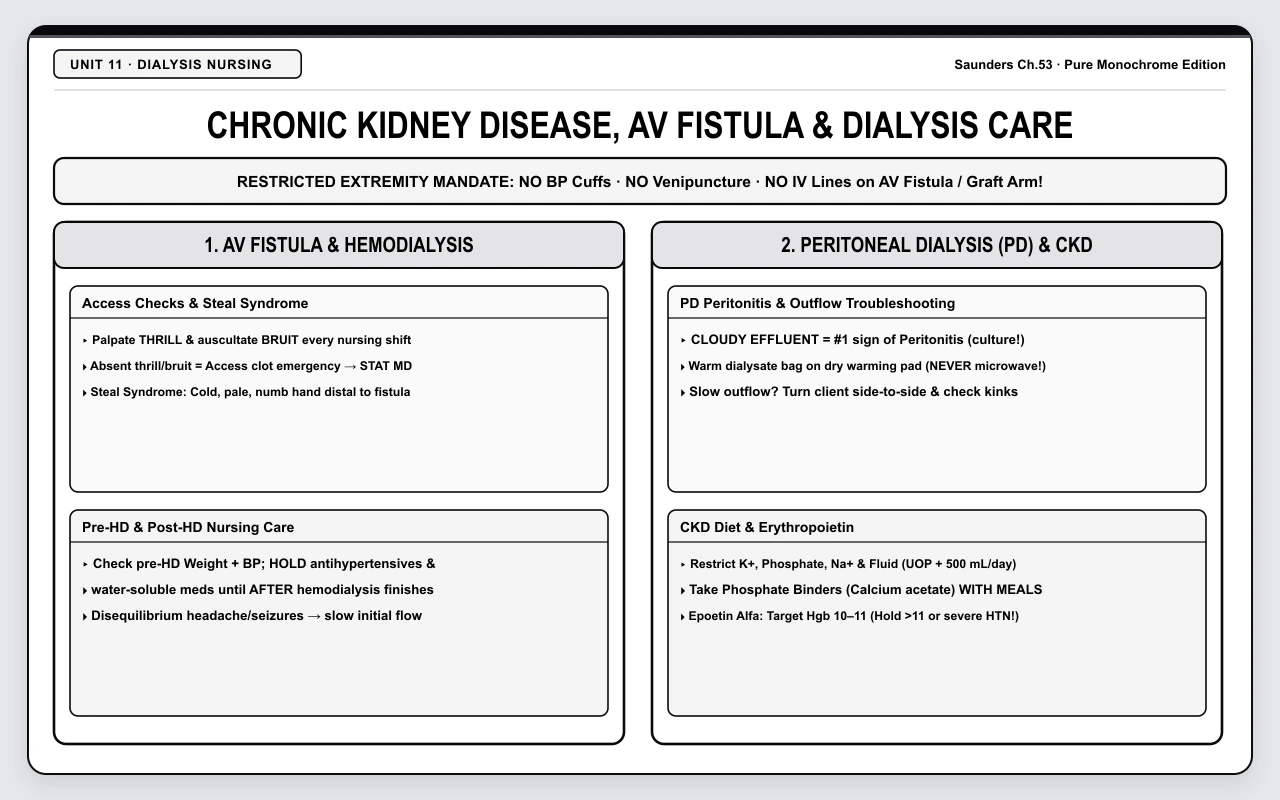 UNIT 11 · DIALYSIS NURSING
Saunders Ch.53 · Pure Monochrome Edition
CHRONIC KIDNEY DISEASE, AV FISTULA & DIALYSIS CARE
RESTRICTED EXTREMITY MANDATE: NO BP Cuffs · NO Venipuncture · NO IV Lines on AV Fistula / Graft Arm!
1. AV FISTULA & HEMODIALYSIS
Access Checks & Steal Syndrome
‣ Palpate THRILL & auscultate BRUIT every nursing shift
‣ Absent thrill/bruit = Access clot emergency → STAT MD
‣ Steal Syndrome: Cold, pale, numb hand distal to fistula
Pre-HD & Post-HD Nursing Care
‣ Check pre-HD Weight + BP; HOLD antihypertensives &
‣ water-soluble meds until AFTER hemodialysis finishes
‣ Disequilibrium headache/seizures → slow initial flow
2. PERITONEAL DIALYSIS (PD) & CKD
PD Peritonitis & Outflow Troubleshooting
‣ CLOUDY EFFLUENT = #1 sign of Peritonitis (culture!)
‣ Warm dialysate bag on dry warming pad (NEVER microwave!)
‣ Slow outflow? Turn client side-to-side & check kinks
CKD Diet & Erythropoietin
‣ Restrict K+, Phosphate, Na+ & Fluid (UOP + 500 mL/day)
‣ Take Phosphate Binders (Calcium acetate) WITH MEALS
‣ Epoetin Alfa: Target Hgb 10–11 (Hold >11 or severe HTN!)